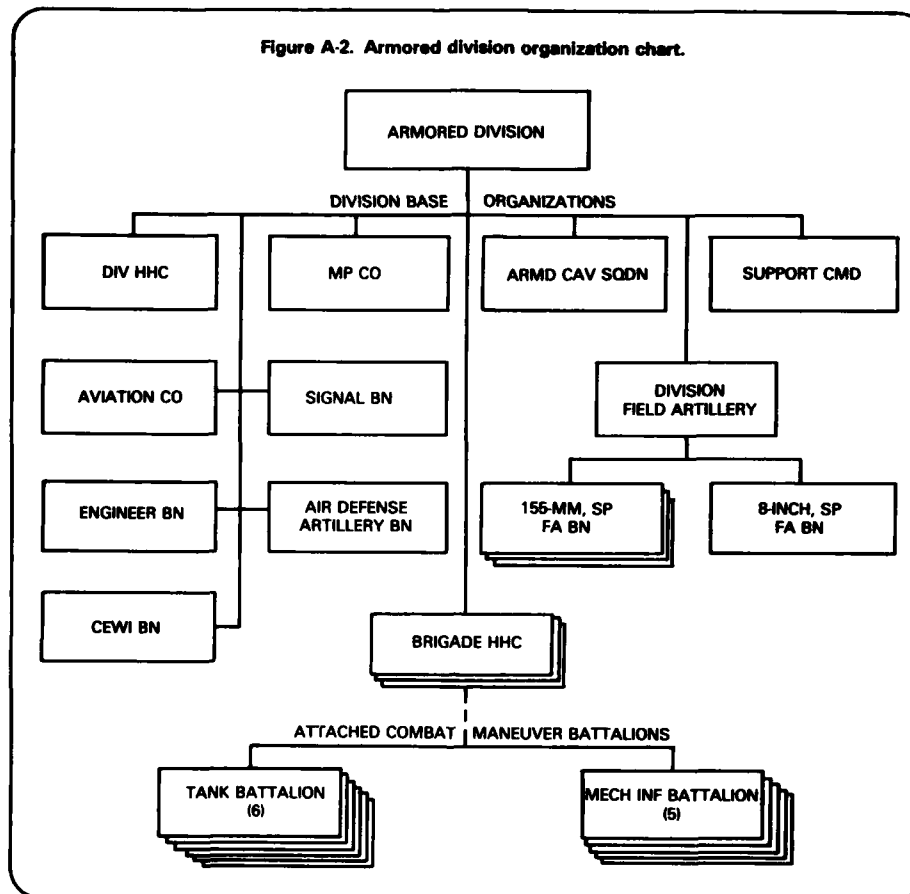 Figure A-2. Armored division organization chart.
ARMORED DIVISION
DIVISION BASE ORGANIZATIONS
DIV HHC
MP CO
ARMD CAV SQDN
SUPPORT CMD
AVIATION CO
SIGNAL BN
DIVISION
FIELD ARTILLERY
ENGINEER BN
AIR DEFENSE
ARTILLERY BN
156-MM, SP
FA BN
8-INCH, SP
FA BN
CEWI BN
BRIGADE HHC
ATTACHED COMBAT MANEUVER BATTALIONS
TANK BATTALION
(6)
MECH INF BATTALION
(5)